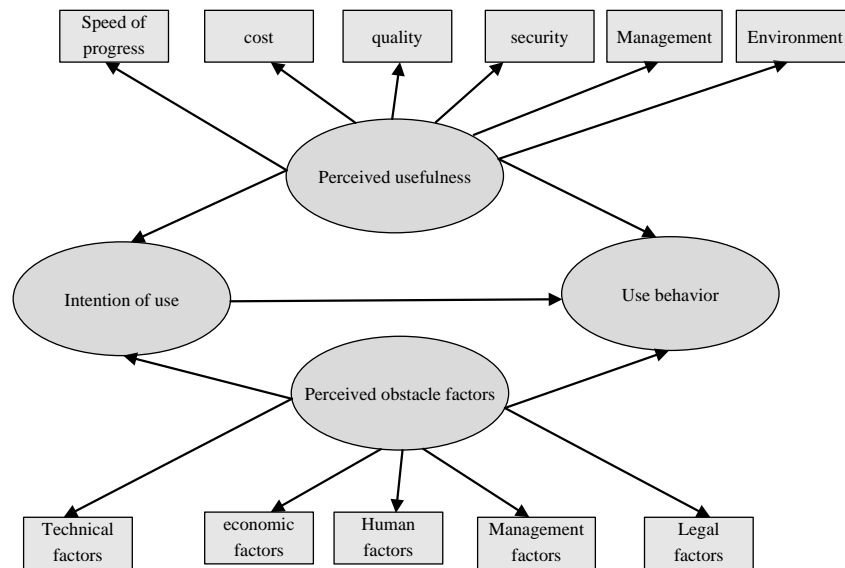 Speed of
progress
cost
quality
security
Management
Environment
Perceived usefulness
Intention of use
Use behavior
Perceived obstacle factors
Technical
factors
economic
factors
Human
factors
Management
factors
Legal
factors